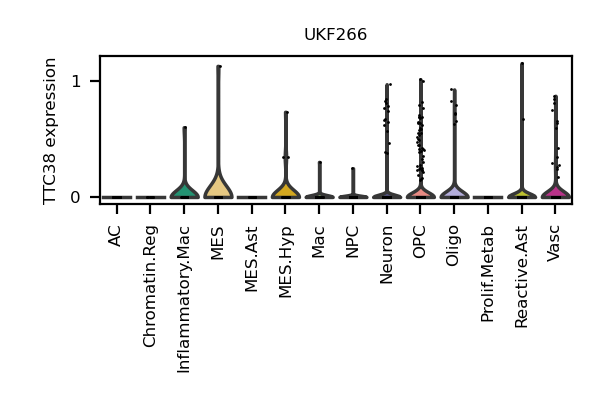 UKF266
TTC38 expression
1
0
AC
Chromatin.Reg
Inflammatory.Mac
MES
MES.Ast
MES.Hyp
Mac
NPC
Neuron
OPC
Oligo
Prolif.Metab
Reactive.Ast
Vasc